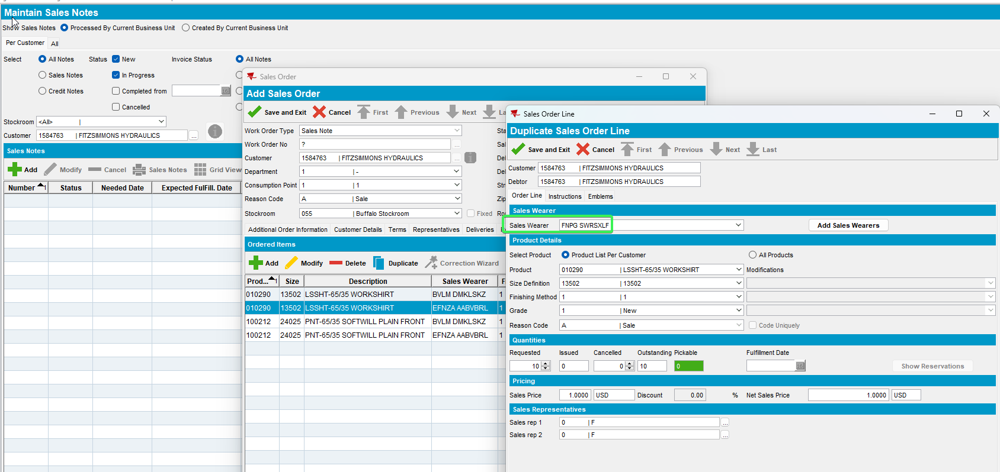 Maintain Sales Notes
Show Sales Notes Processed By Current Business Unit Created By Current Business Unit
Per Customer All
Select All Notes Status New Invoice Status All Notes
Sales Notes In Progress
Credit Notes Completed from 16
Cancelled
Stockroom <All> |
Customer 1584763 | FITZSIMMONS HYDRAULICS ...
Sales Notes
Add Modify Cancel Sales Notes Grid View
Number 1 Status Needed Date Expected FulFill. Date
Sales Order
Add Sales Order
Save and Exit Cancel First Previous Next La
Work Order Type Sales Note Sta
Work Order No ? ... Sal
Customer 1584763 | FITZSIMMONS HYDRAULICS ... Del
Department 1 | - Del
Consumption Point 1 | 1 Str
Reason Code A | Sale Zip
Stockroom 055 | Buffalo Stockroom Fixed Ro
Additional Order Information Customer Details Terms Representatives Deliveries
Ordered Items
Add Modify Delete Duplicate Correction Wizard
Prod... 1 Size Description Sales Wearer F
010290 13502 LSSHT-65/35 WORKSHIRT BVLM DMKLSKZ 1
010290 13502 LSSHT-65/35 WORKSHIRT EFNZA AABVBRL 1
100212 24025 PNT-65/35 SOFTWILL PLAIN FRONT BVLM DMKLSKZ 1
100212 24025 PNT-65/35 SOFTWILL PLAIN FRONT EFNZA AABVBRL 1
Sales Order Line
Duplicate Sales Order Line
Save and Exit Cancel First Previous Next Last
Customer 1584763 | FITZSIMMONS HYDRAULICS
Debtor 1584763 | FITZSIMMONS HYDRAULICS
Order Line Instructions Emblems
Sales Wearer
Sales Wearer FNPG SWRSXLF Add Sales Wearers
Product Details
Select Product Product List Per Customer All Products
Product 010290 | LSSHT-65/35 WORKSHIRT Modifications
Size Definition 13502 | 13502
Finishing Method 1 | 1
Grade 1 | New
Reason Code A | Sale Code Uniquely
Quantities
Requested Issued Cancelled Outstanding Pickable Fulfillment Date
10 0 0 10 0 16 Show Reservations
Pricing
Sales Price 1.0000 USD Discount 0.00 % Net Sales Price 1.0000 USD
Sales Representatives
Sales rep 1 0 | F ...
Sales rep 2 0 | F ...